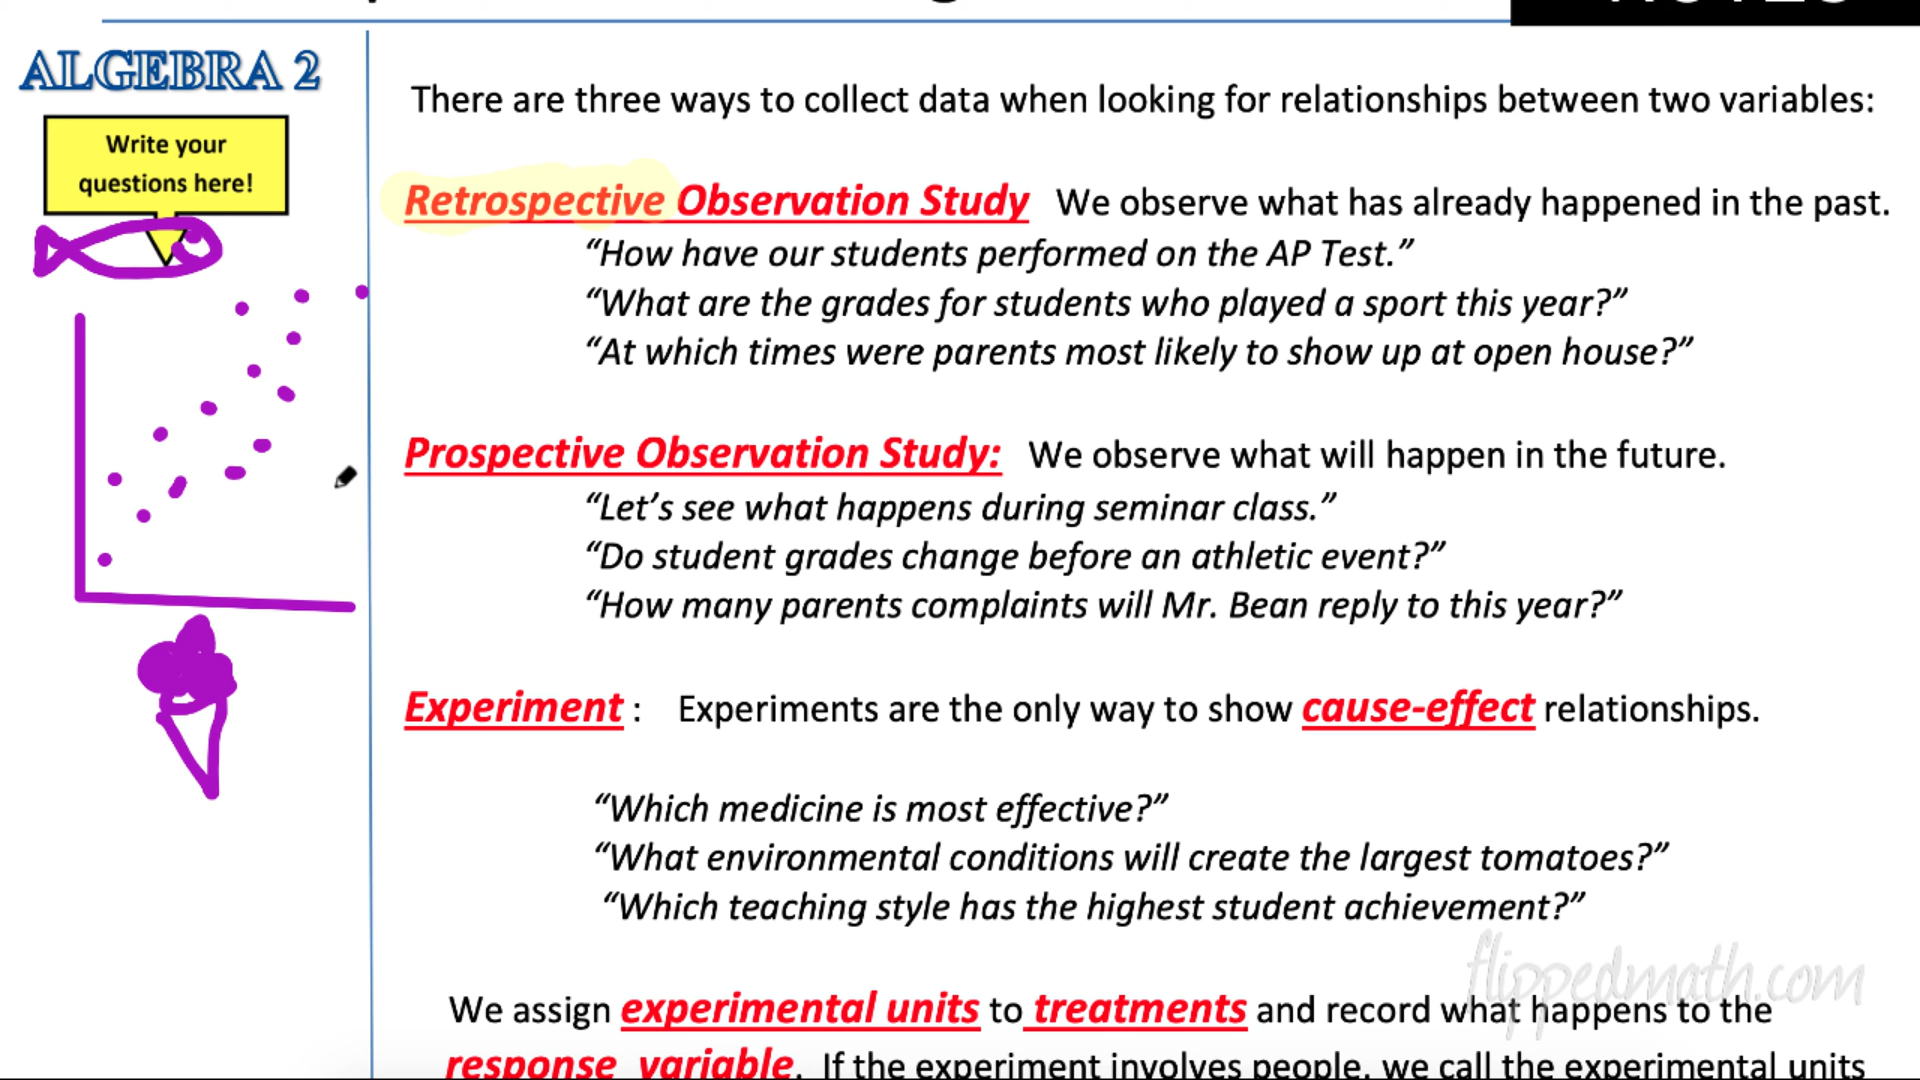 ALGEBRA 2
Write your
questions here!
There are three ways to collect data when looking for relationships between two variables:
Retrospective Observation Study We observe what has already happened in the past.
“How have our students performed on the AP Test.”
“What are the grades for students who played a sport this year?”
“At which times were parents most likely to show up at open house?”
Prospective Observation Study: We observe what will happen in the future.
“Let’s see what happens during seminar class.”
“Do student grades change before an athletic event?”
“How many parents complaints will Mr. Bean reply to this year?”
Experiment : Experiments are the only way to show cause-effect relationships.
“Which medicine is most effective?”
“What environmental conditions will create the largest tomatoes?”
“Which teaching style has the highest student achievement?”
flippedmath.com
We assign experimental units to treatments and record what happens to the
response variable. If the experiment involves people, we call the experimental units